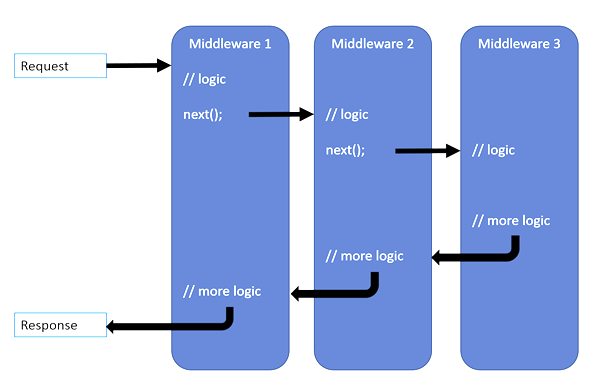 Middleware 1
Middleware 2
Middleware 3
Request
// logic
next();
// logic
next();
// logic
// more logic
// more logic
// more logic
Response